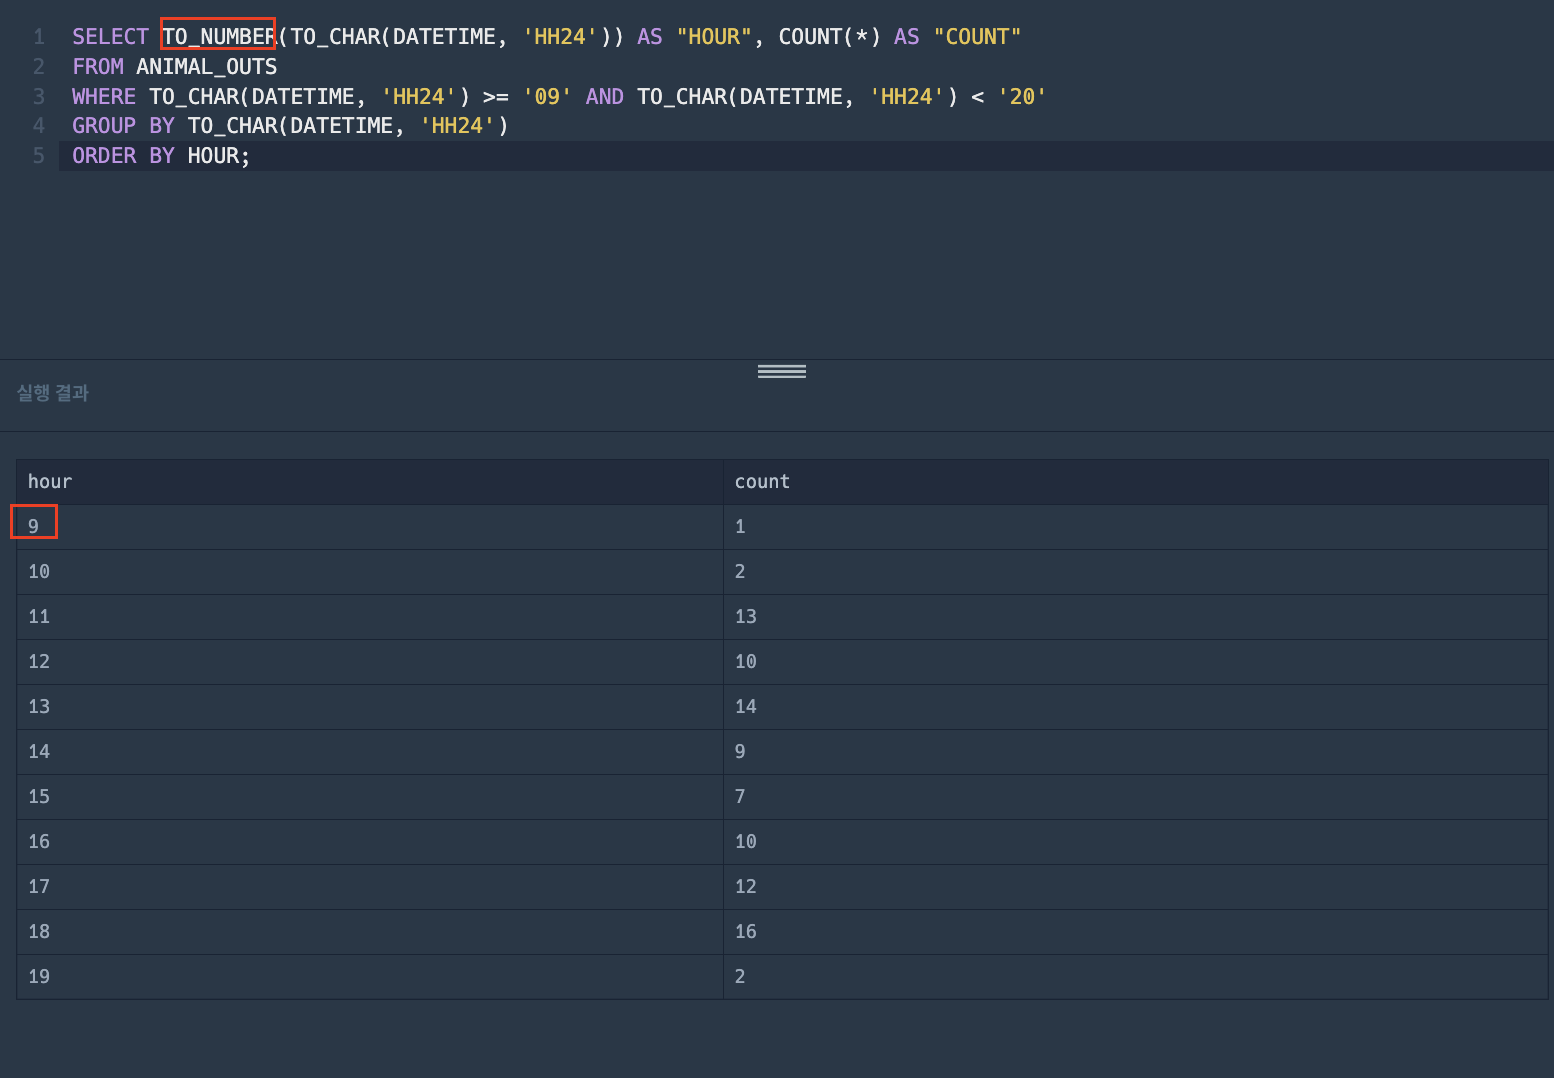 1 SELECT TO_NUMBER(TO_CHAR(DATETIME, 'HH24')) AS "HOUR", COUNT(*) AS "COUNT"
2 FROM ANIMAL_OUTS
3 WHERE TO_CHAR(DATETIME, 'HH24') >= '09' AND TO_CHAR(DATETIME, 'HH24') < '20'
4 GROUP BY TO_CHAR(DATETIME, 'HH24')
5 ORDER BY HOUR;
실행 결과
hour count
9 1
10 2
11 13
12 10
13 14
14 9
15 7
16 10
17 12
18 16
19 2